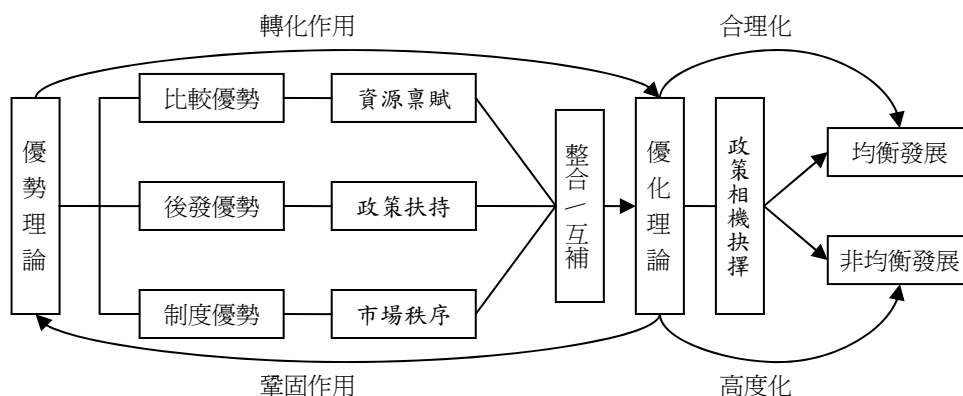 轉化作用
合理化
優勢理論
比較優勢
資源稟賦
後發優勢
政策扶持
制度優勢
市場秩序
整合/互補
優化理論
政策相機抉擇
均衡發展
非均衡發展
鞏固作用
高度化